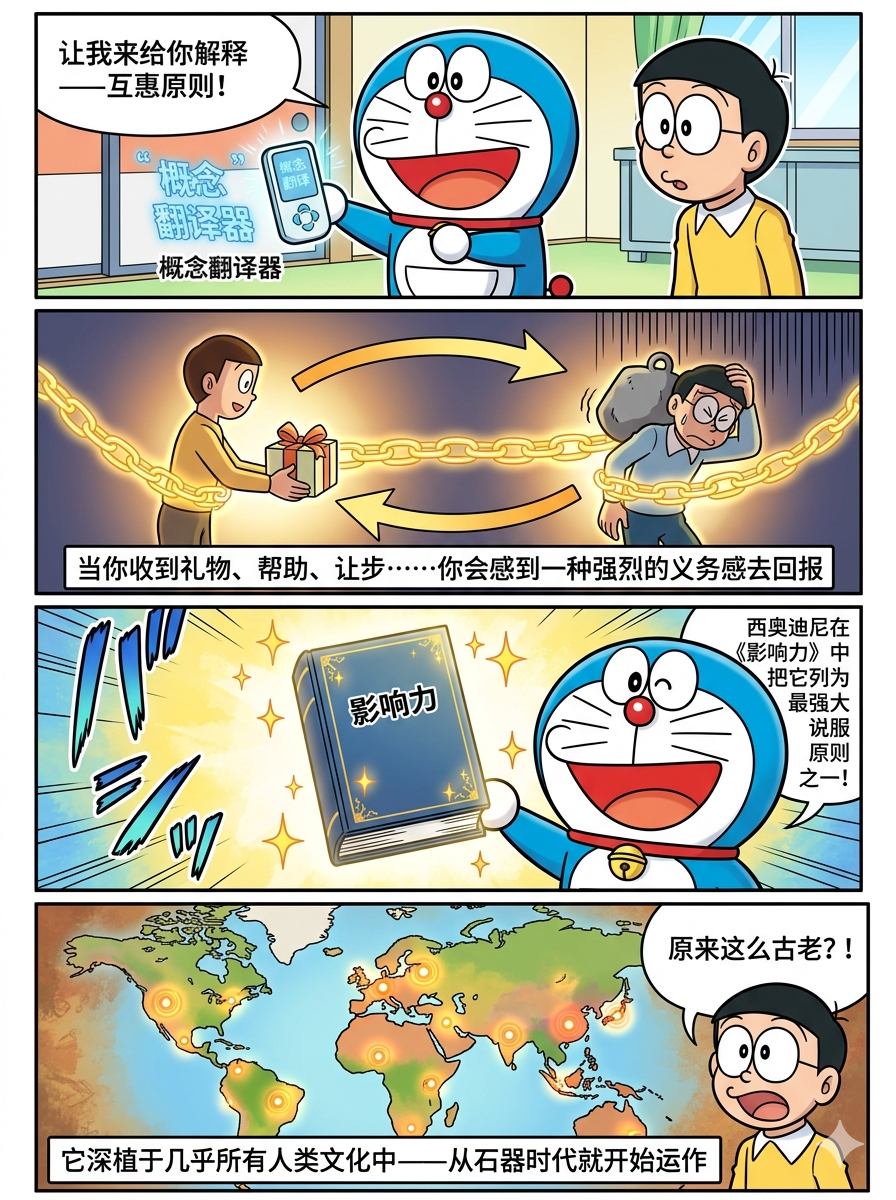 让我来给你解释
——互惠原则！
“概念”
翻译器
概念
翻译
概念翻译器
当你收到礼物、帮助、让步……你会感到一种强烈的义务感去回报
バ
ミシッ
影响力
西奥迪尼在
《影响力》中
把它列为
最强大
说服
原则
之一！
原来这么古老？！
它深植于几乎所有人类文化中——从石器时代就开始运作